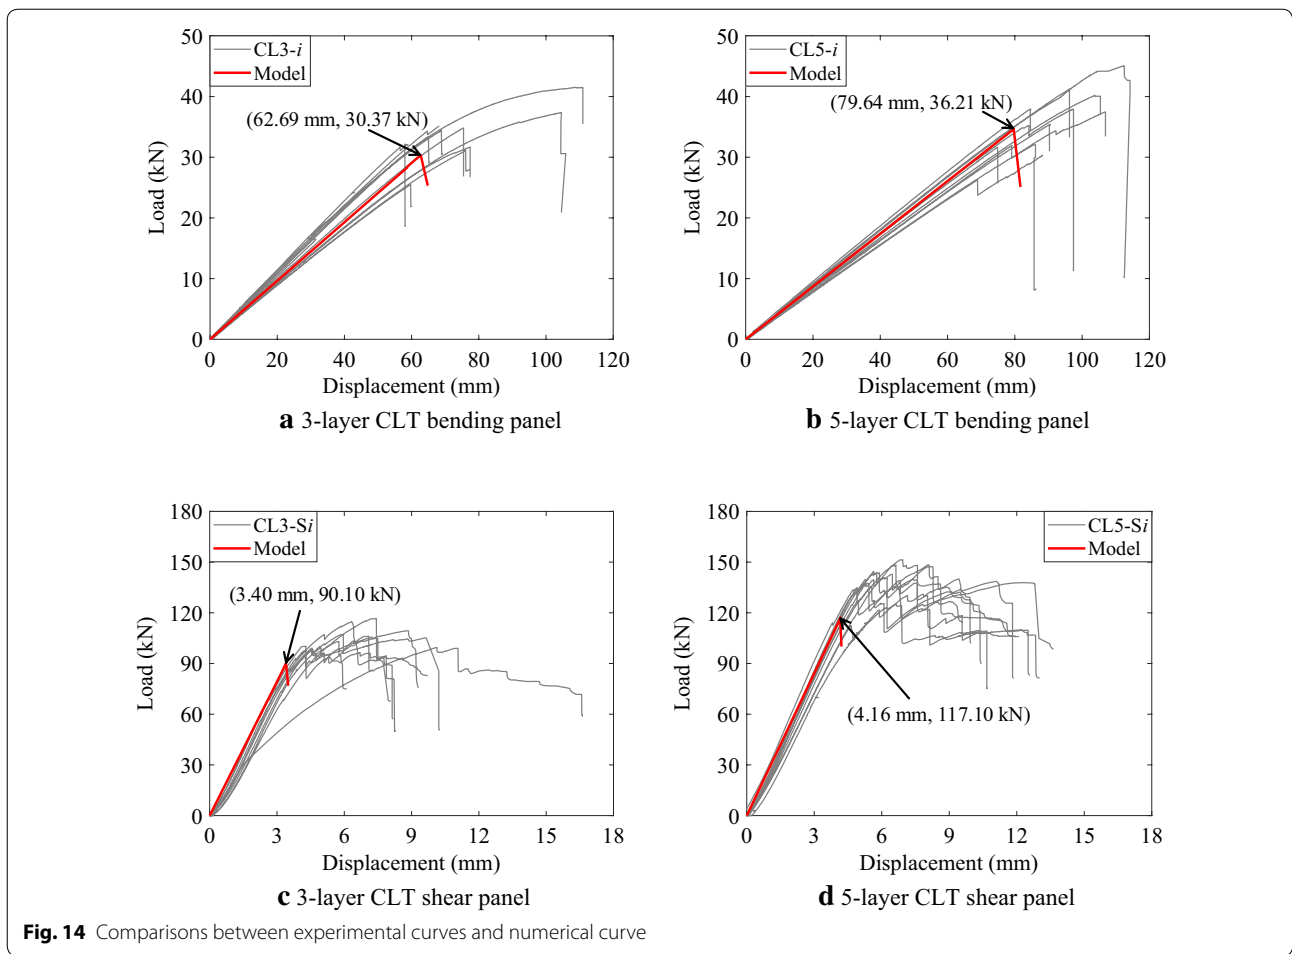 50
40
30
20
10
0
Load (kN)
CL3-i
Model
(62.69 mm, 30.37 kN)
0 20 40 60 80 100 120
Displacement (mm)
a 3-layer CLT bending panel
50
40
30
20
10
0
Load (kN)
CL5-i
Model
(79.64 mm, 36.21 kN)
0 20 40 60 80 100 120
Displacement (mm)
b 5-layer CLT bending panel
180
150
120
90
60
30
0
Load (kN)
CL3-Si
Model
(3.40 mm, 90.10 kN)
0 3 6 9 12 15 18
Displacement (mm)
c 3-layer CLT shear panel
180
150
120
90
60
30
0
Load (kN)
CL5-Si
Model
(4.16 mm, 117.10 kN)
0 3 6 9 12 15 18
Displacement (mm)
d 5-layer CLT shear panel
Fig. 14 Comparisons between experimental curves and numerical curve